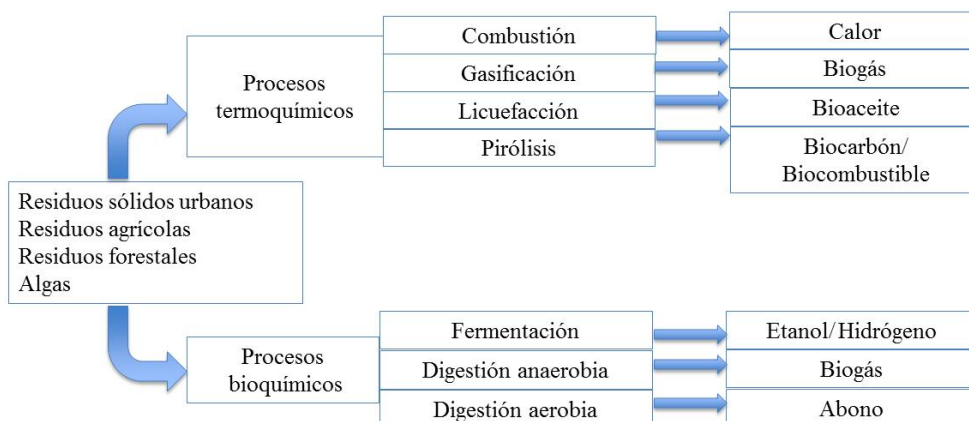 Residuos sólidos urbanos
Residuos agrícolas
Residuos forestales
Algas
Procesos
termoquímicos
Combustión
Calor
Gasificación
Biogás
Licuefacción
Bioaceite
Pirólisis
Biocarbón/
Biocombustible
Procesos
bioquímicos
Fermentación
Etanol/Hidrógeno
Digestión anaerobia
Biogás
Digestión aerobia
Abono